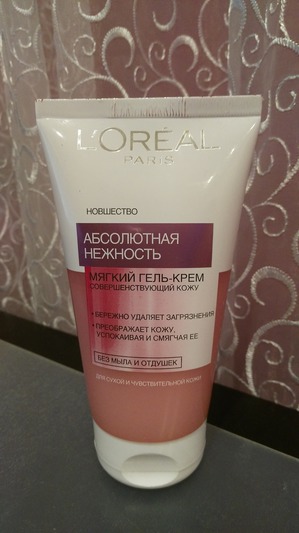 L'ORÉAL
PARIS
НОВШЕСТВО
АБСОЛЮТНАЯ
НЕЖНОСТЬ
МЯГКИЙ ГЕЛЬ-КРЕМ
СОВЕРШЕНСТВУЮЩИЙ КОЖУ
• БЕРЕЖНО УДАЛЯЕТ ЗАГРЯЗНЕНИЯ
• ПРЕОБРАЖАЕТ КОЖУ,
УСПОКАИВАЯ И СМЯГЧАЯ ЕЕ
БЕЗ МЫЛА И ОТДУШЕК
ДЛЯ СУХОЙ И ЧУВСТВИТЕЛЬНОЙ КОЖИ